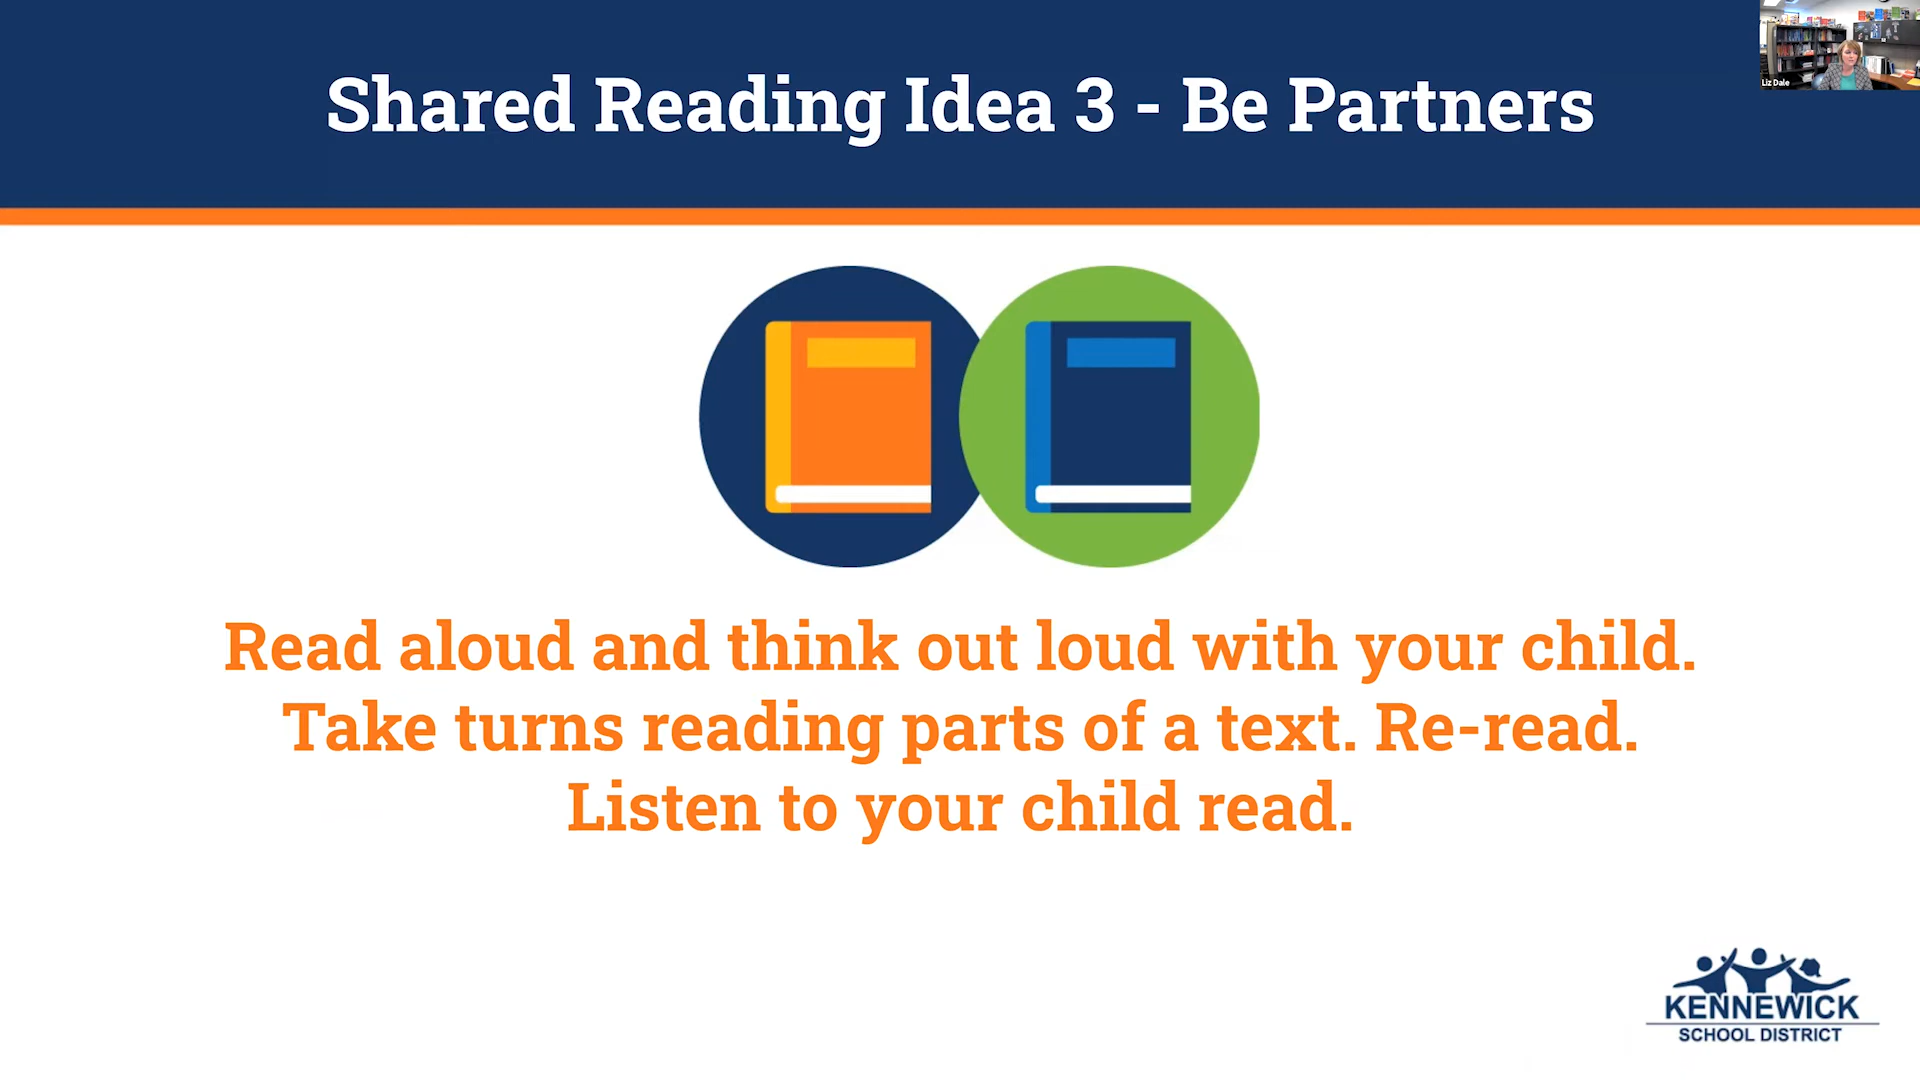 Shared Reading Idea 3 - Be Partners
Liz Dale
Read aloud and think out loud with your child.
Take turns reading parts of a text. Re-read.
Listen to your child read.
KENNEWICK
SCHOOL DISTRICT